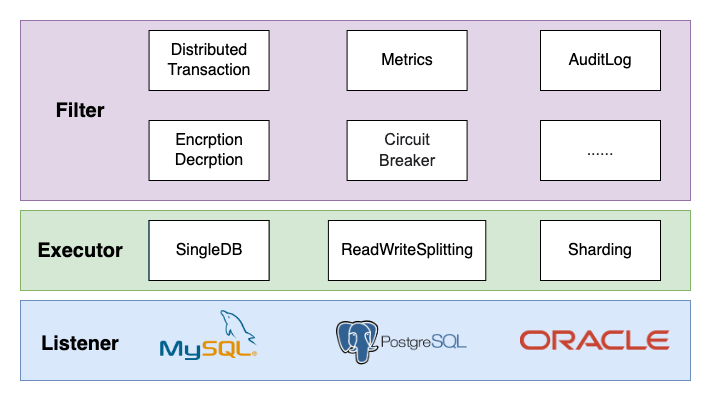 Distributed
Transaction
Metrics
AuditLog
Filter
Encrption
Decrption
Circuit
Breaker
......
Executor
SingleDB
ReadWriteSplitting
Sharding
Listener
MySQL®
PostgreSQL
ORACLE